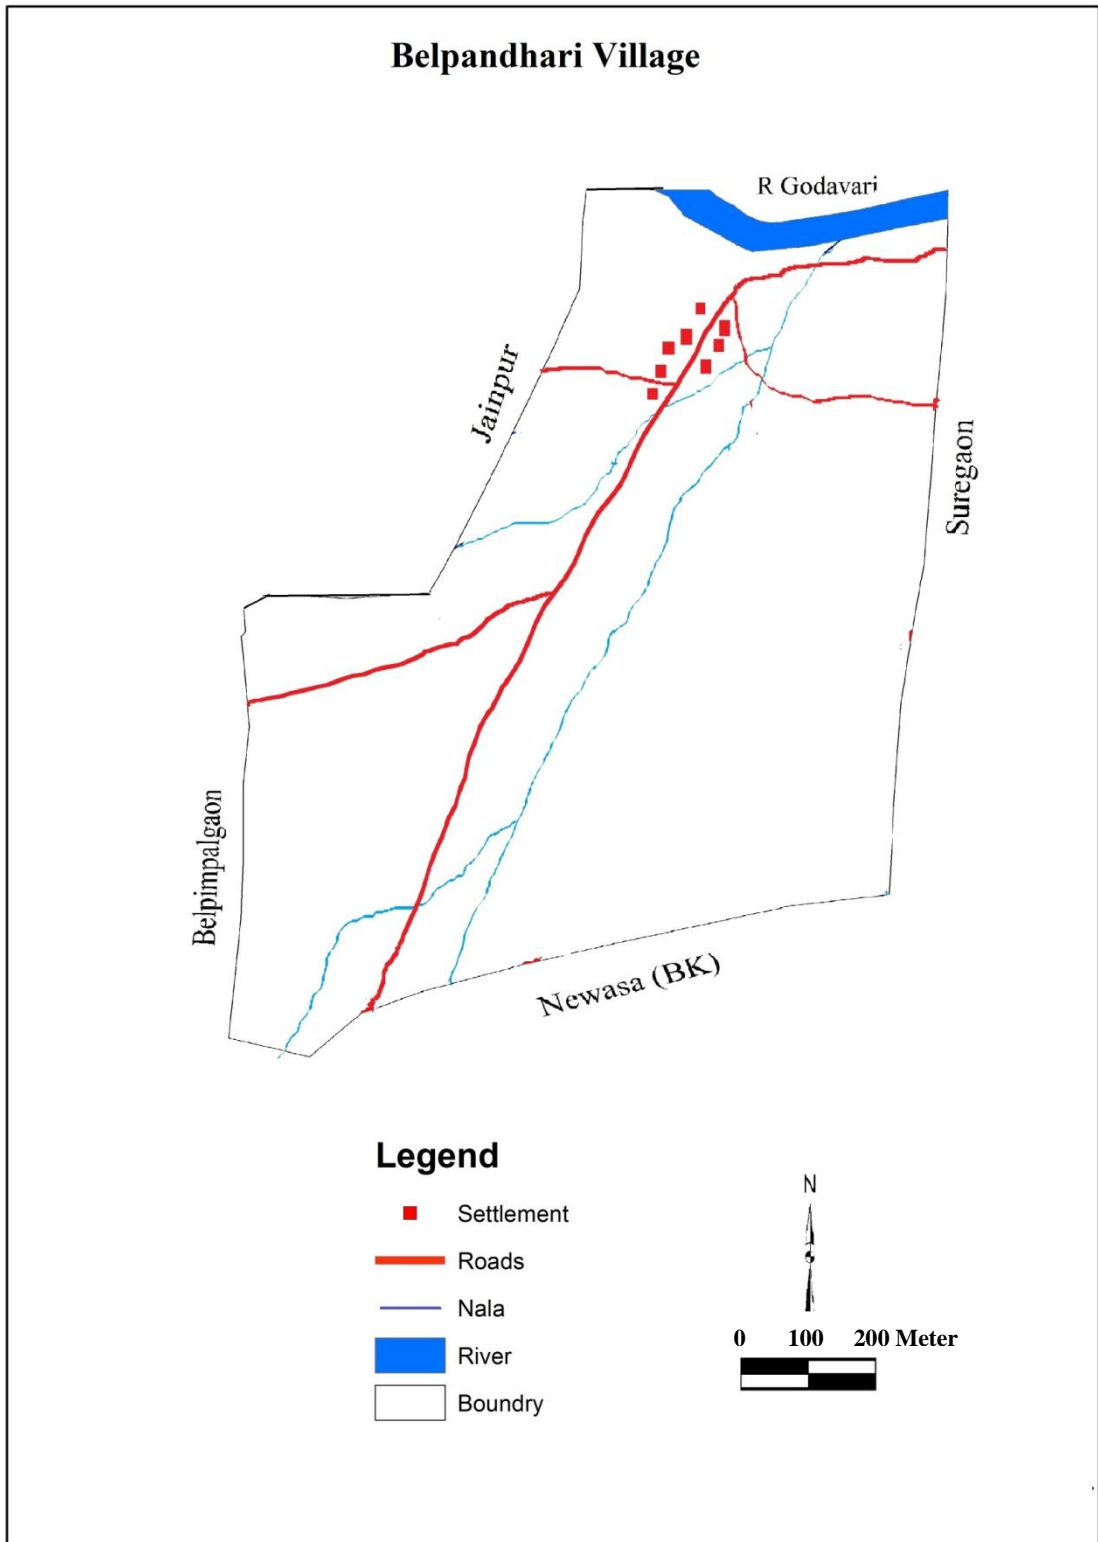 Belpandhari Village
R Godavari
Jainpur
Suregaon
Belpimpalgaon
Newasa (BK)
Legend
Settlement
Roads
Nala
River
Boundry
N
0 100 200 Meter